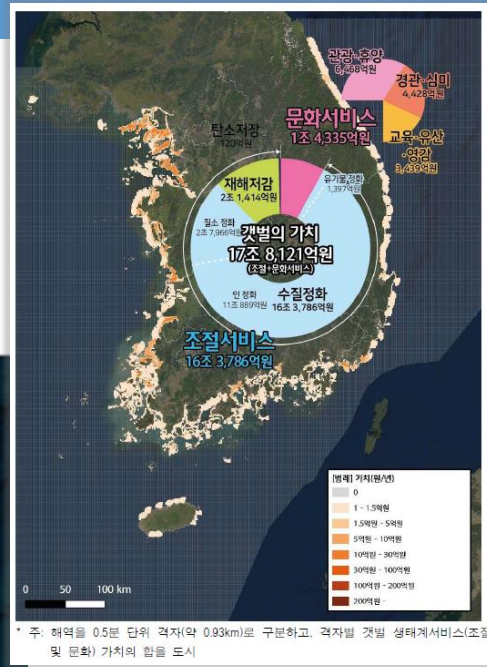 관광·휴양
6,468억원
경관·심미
4,428억원
문화서비스
1조 4,335억원
교육·유산
·영감
3,439억원
탄소저장
120억원
재해저감
2조 1,414억원
유기물 정화
1,397억원
질소 정화
2조 7,966억원
갯벌의 가치
17조 8,121억원
(조절+문화서비스)
인 정화
11조 889억원
수질정화
16조 3,786억원
조절서비스
16조 3,786억원
[범례] 가치(원/년)
0
1 - 1.5억원
1.5억원 - 5억원
5억원 - 10억원
10억원 - 30억원
30억원 - 100억원
100억원 - 200억원
200억원 -
0 50 100 km
* 주: 해역을 0.5분 단위 격자(약 0.93km)로 구분하고, 격자별 갯벌 생태계서비스(조절
및 문화) 가치의 합을 도시